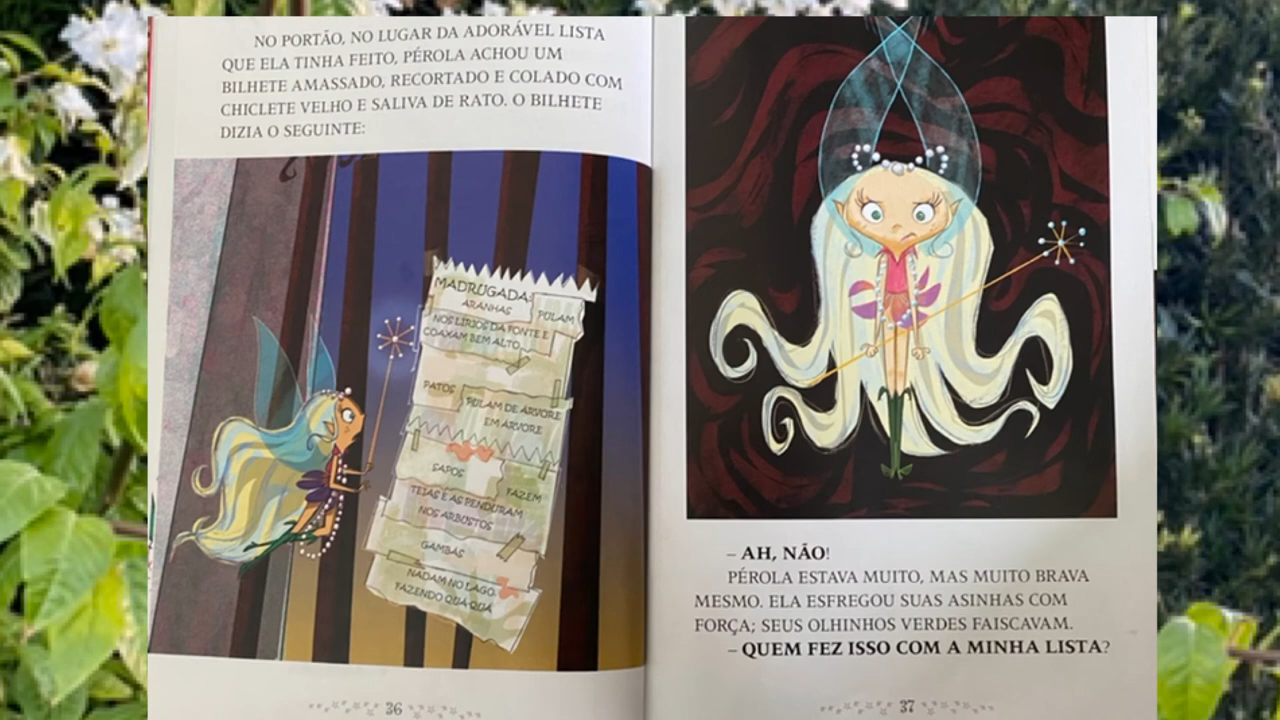 NO PORTÃO, NO LUGAR DA ADORÁVEL LISTA
QUE ELA TINHA FEITO, PÉROLA ACHOU UM
BILHETE AMASSADO, RECORTADO E COLADO COM
CHICLETE VELHO E SALIVA DE RATO. O BILHETE
DIZIA O SEGUINTE:
MADRUGADA:
ARANHAS
PULAM
NOS LÍRIOS DA FONTE E
COAXAM BEM ALTO
PATOS
PULAM DE ÁRVORE
EM ÁRVORE
SAPOS
FAZEM
TEIAS E AS PENDURAM
NOS ARBUSTOS
GAMBÁS
NADAM NO LAGO,
FAZENDO QUÁ-QUÁ
36
– AH, NÃO!
PÉROLA ESTAVA MUITO, MAS MUITO BRAVA
MESMO. ELA ESFREGOU SUAS ASINHAS COM
FORÇA; SEUS OLHINHOS VERDES FAISCAVAM.
– QUEM FEZ ISSO COM A MINHA LISTA?
37